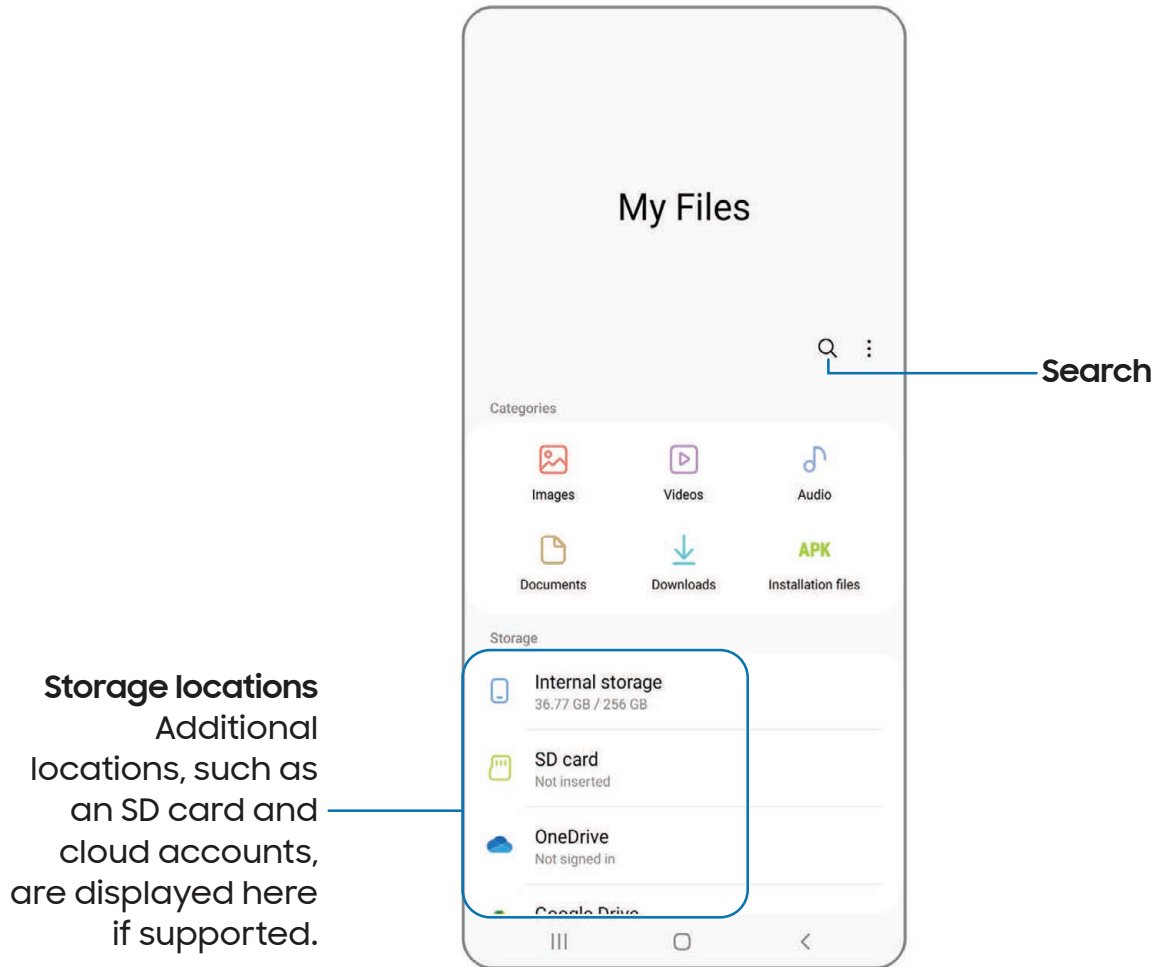 My Files
Search
Categories
Images
Videos
Audio
APK
Documents
Downloads
Installation files
Storage
Internal storage
36.77 GB / 256 GB
SD card
Not inserted
OneDrive
Not signed in
Google Drive
Storage locations
Additional
locations, such as
an SD card and
cloud accounts,
are displayed here
if supported.